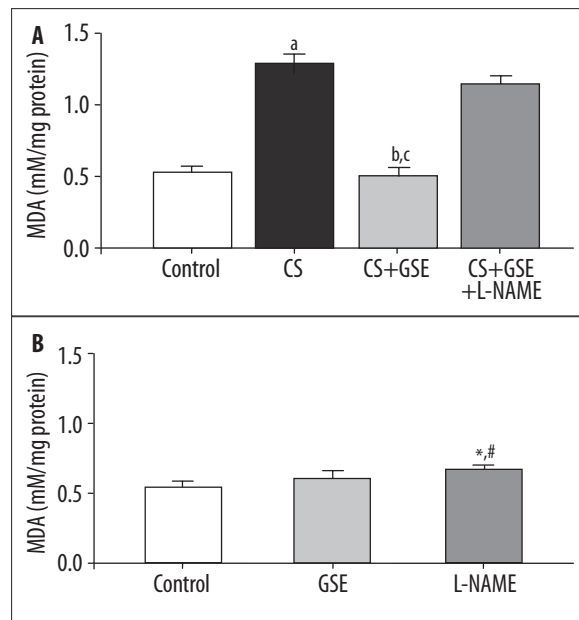 A
MDA (mM/mg protein)
1.5
1.0
0.5
0.0
a
b,c
Control CS CS+GSE CS+GSE
+L-NAME
B
MDA (mM/mg protein)
1.5
1.0
0.5
0.0
*,#
Control GSE L-NAME